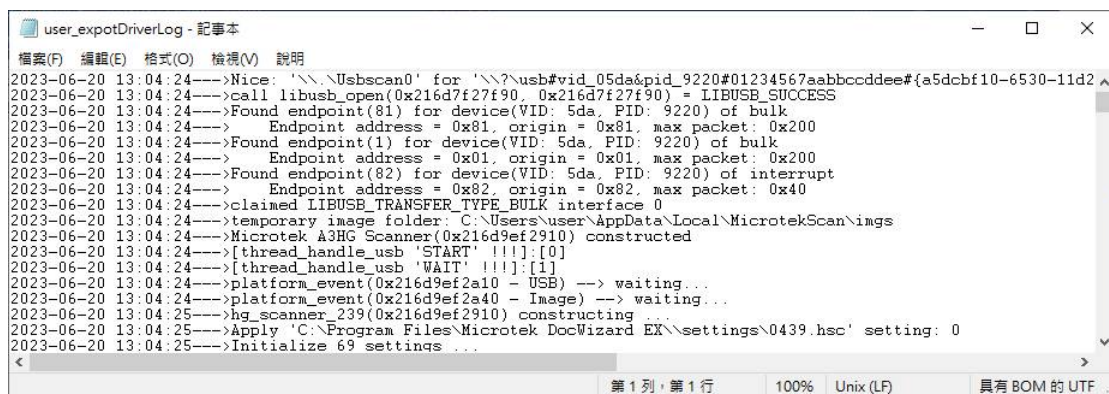 user_expotDriverLog - 記事本
檔案(F) 編輯(E) 格式(O) 檢視(V) 說明
2023-06-20 13:04:24--->Nice: '\\.\Usbscan0' for '\\?\usb#vid_05da&pid_9220#01234567aabbccddee#{a5dcbf10-6530-11d2
2023-06-20 13:04:24--->call libusb_open(0x216d7f27f90, 0x216d7f27f90) = LIBUSB_SUCCESS
2023-06-20 13:04:24--->Found endpoint(81) for device(VID: 5da, PID: 9220) of bulk
2023-06-20 13:04:24---> Endpoint address = 0x81, origin = 0x81, max packet: 0x200
2023-06-20 13:04:24--->Found endpoint(1) for device(VID: 5da, PID: 9220) of bulk
2023-06-20 13:04:24---> Endpoint address = 0x01, origin = 0x01, max packet: 0x200
2023-06-20 13:04:24--->Found endpoint(82) for device(VID: 5da, PID: 9220) of interrupt
2023-06-20 13:04:24---> Endpoint address = 0x82, origin = 0x82, max packet: 0x40
2023-06-20 13:04:24--->claimed LIBUSB_TRANSFER_TYPE_BULK interface 0
2023-06-20 13:04:24--->temporary image folder: C:\Users\user\AppData\Local\MicrotekScan\imgs
2023-06-20 13:04:24--->Microtek A3HG Scanner(0x216d9ef2910) constructed
2023-06-20 13:04:24--->[thread_handle_usb 'START' !!!]:[0]
2023-06-20 13:04:24--->[thread_handle_usb 'WAIT' !!!]:[1]
2023-06-20 13:04:24--->platform_event(0x216d9ef2a10 - USB) --> waiting...
2023-06-20 13:04:24--->platform_event(0x216d9ef2a40 - Image) --> waiting...
2023-06-20 13:04:25--->hg_scanner_239(0x216d9ef2910) constructing ...
2023-06-20 13:04:25--->Apply 'C:\Program Files\Microtek DocWizard EX\\settings\0439.hsc' setting: 0
2023-06-20 13:04:25--->Initialize 69 settings ...
第 1 列，第 1 行 100% Unix (LF) 具有 BOM 的 UTF